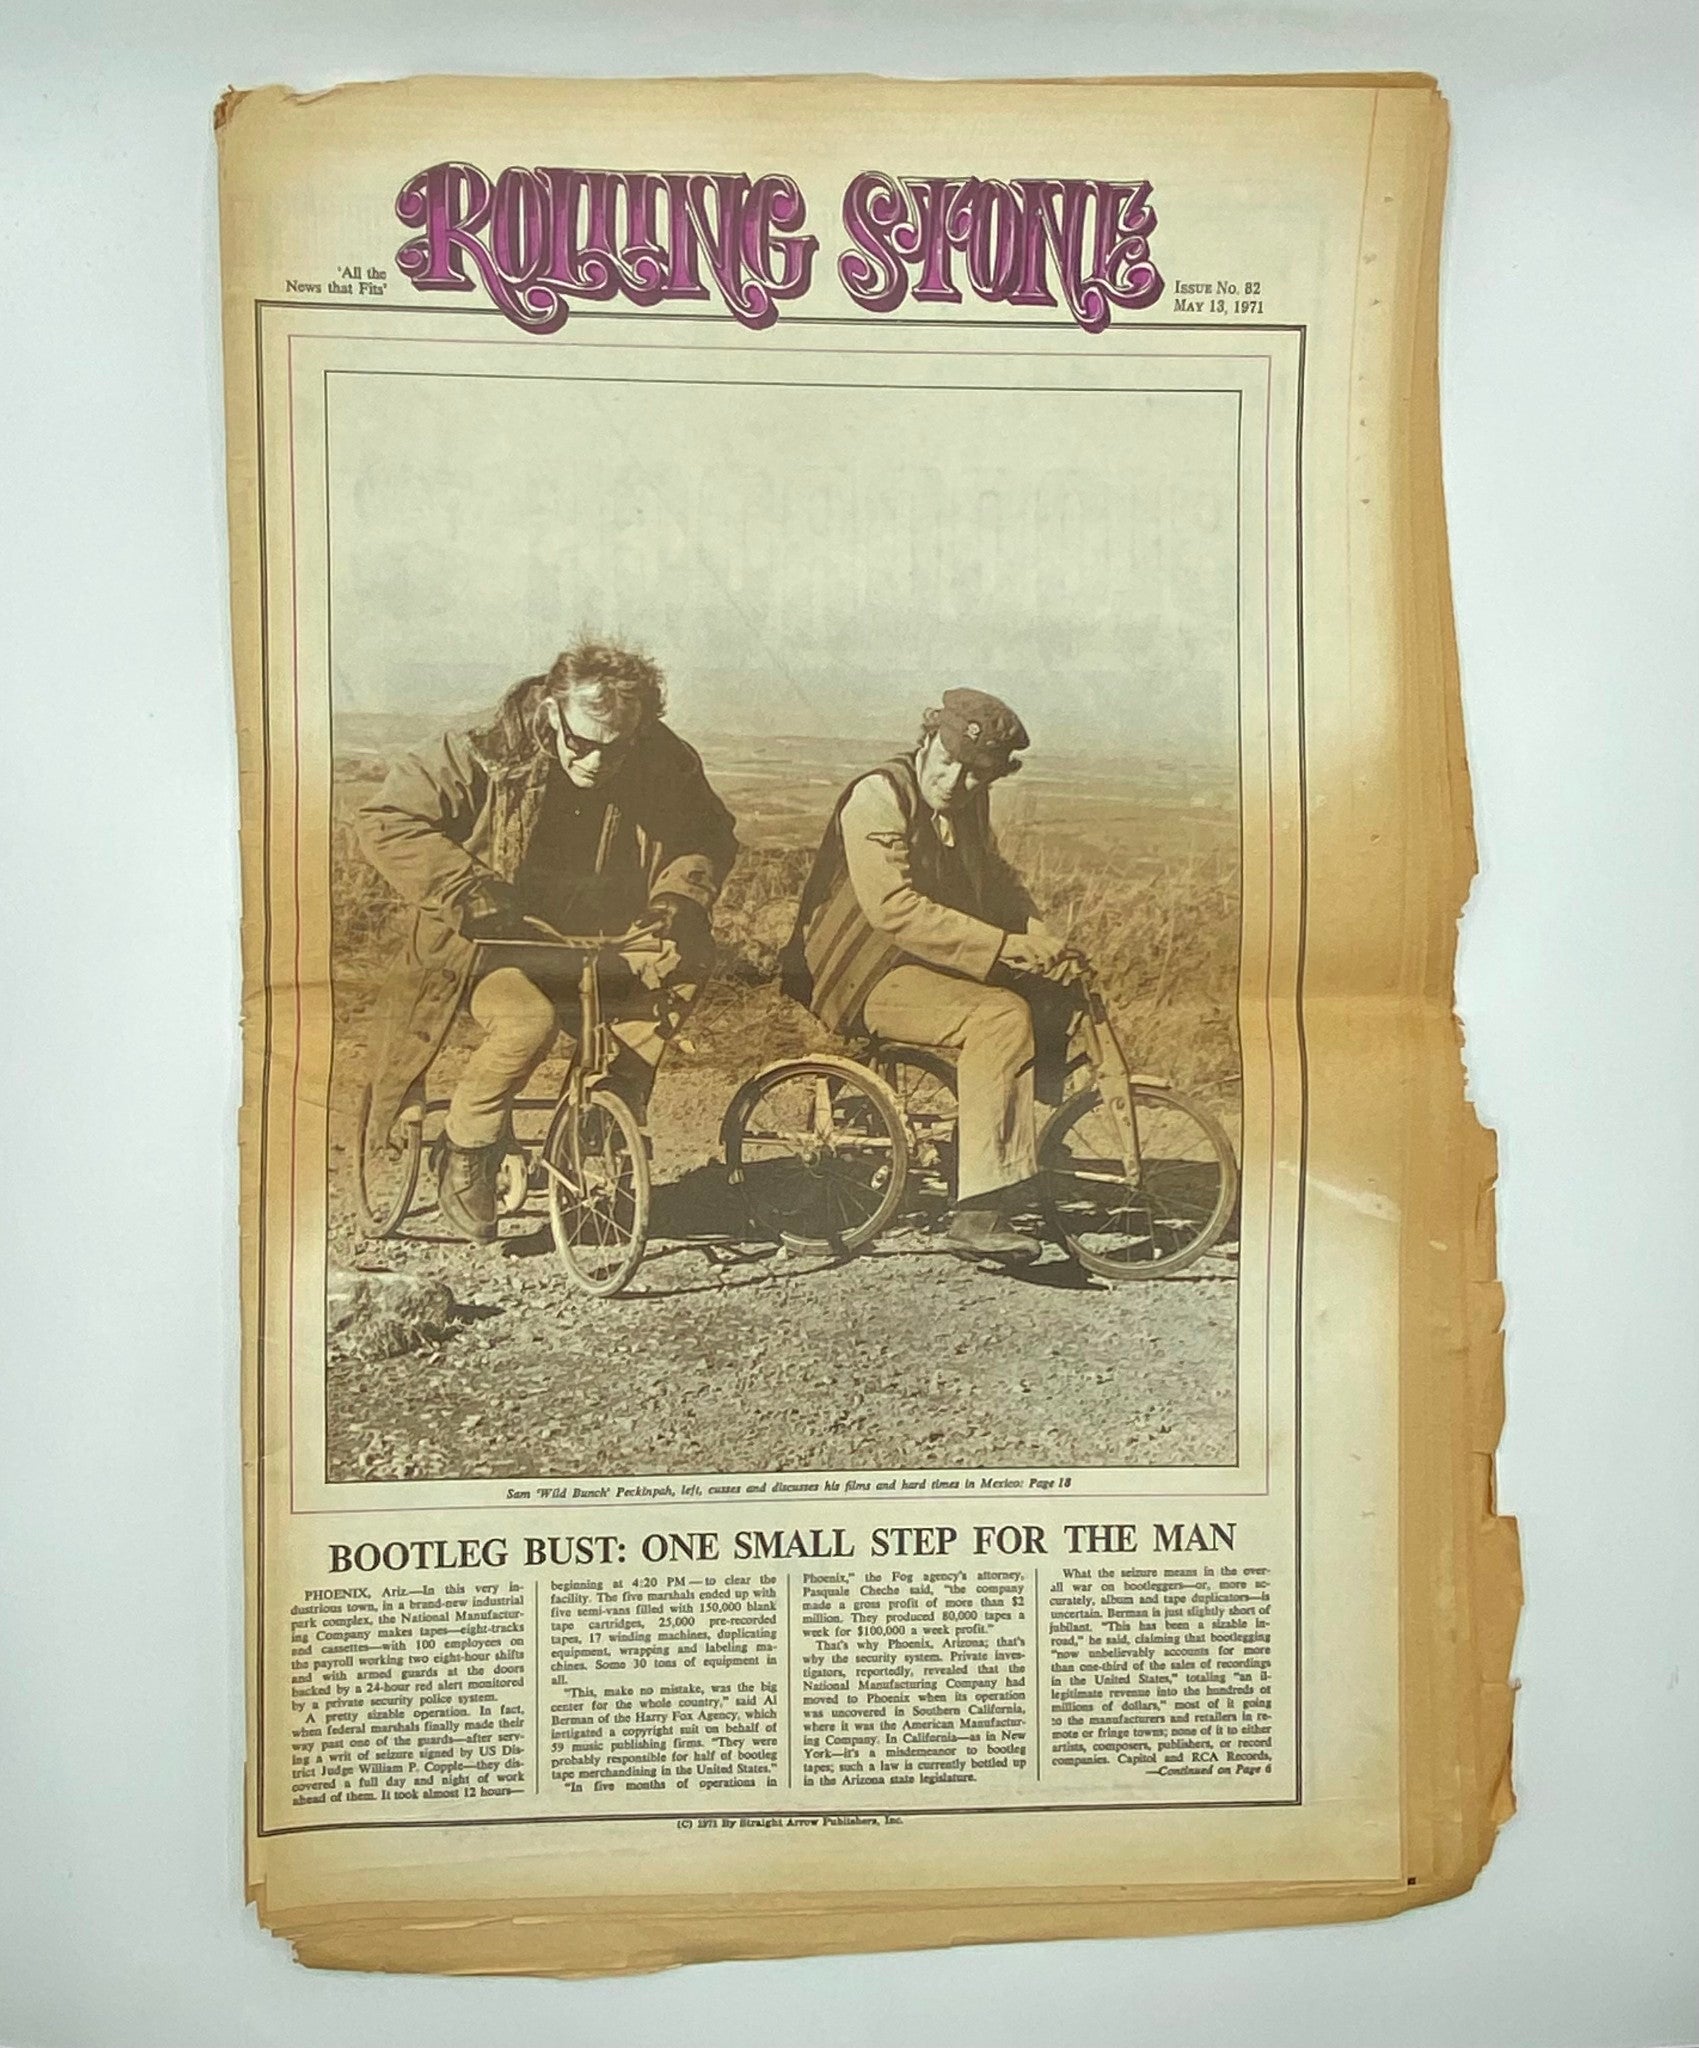 ROLLING STONE
'All the
News that Fits'
ISSUE No. 82
MAY 13, 1971
Sam 'Wild Bunch' Peckinpah, left, cusses and discusses his films and hard times in Mexico: Page 18
BOOTLEG BUST: ONE SMALL STEP FOR THE MAN
PHOENIX, Ariz.—In this very in-
dustrious town, in a brand-new industrial
park complex, the National Manufactur-
ing Company makes tapes—eight-tracks
and cassettes—with 100 employees on
the payroll working two eight-hour shifts
and with armed guards at the doors
backed by a 24-hour red alert monitored
by a private security police system.
A pretty sizable operation. In fact,
when federal marshals finally made their
way past one of the guards—after serv-
ing a writ of seizure signed by US Dis-
trict Judge William P. Copple—they dis-
covered a full day and night of work
ahead of them. It took almost 12 hours—
beginning at 4:20 PM—to clear the
facility. The five marshals ended up with
five semi-vans filled with 150,000 blank
tape cartridges, 25,000 pre-recorded
tapes, 17 winding machines, duplicating
equipment, wrapping and labeling ma-
chines. Some 30 tons of equipment in
all.
"This, make no mistake, was the big
center for the whole country," said Al
Berman of the Harry Fox Agency, which
instigated a copyright suit on behalf of
59 music publishing firms. "They were
probably responsible for half of bootleg
tape merchandising in the United States."
"In five months of operations in
Phoenix," the Fog agency's attorney,
Pasquale Cheche said, "the company
made a gross profit of more than $2
million. They produced 80,000 tapes a
week for $100,000 a week profit."
That's why Phoenix, Arizona; that's
why the security system. Private inves-
tigators, reportedly, revealed that the
National Manufacturing Company had
moved to Phoenix when its operation
was uncovered in Southern California,
where it was the American Manufactur-
ing Company. In California—as in New
York—it's a misdemeanor to bootleg
tapes; such a law is currently bottled up
in the Arizona state legislature.
What the seizure means in the over-
all war on bootleggers—or, more ac-
curately, album and tape duplicators—is
uncertain. Berman is just slightly short of
jubilant. "This has been a sizable in-
road," he said, claiming that bootlegging
"now unbelievably accounts for more
than one-third of the sales of recordings
in the United States," totaling "an il-
legitimate revenue into the hundreds of
millions of dollars," most of it going
to the manufacturers and retailers in re-
mote or fringe towns; none of it to either
artists, composers, publishers, or record
companies. Capitol and RCA Records,
—Continued on Page 6
(C) 1971 By Straight Arrow Publishers, Inc.